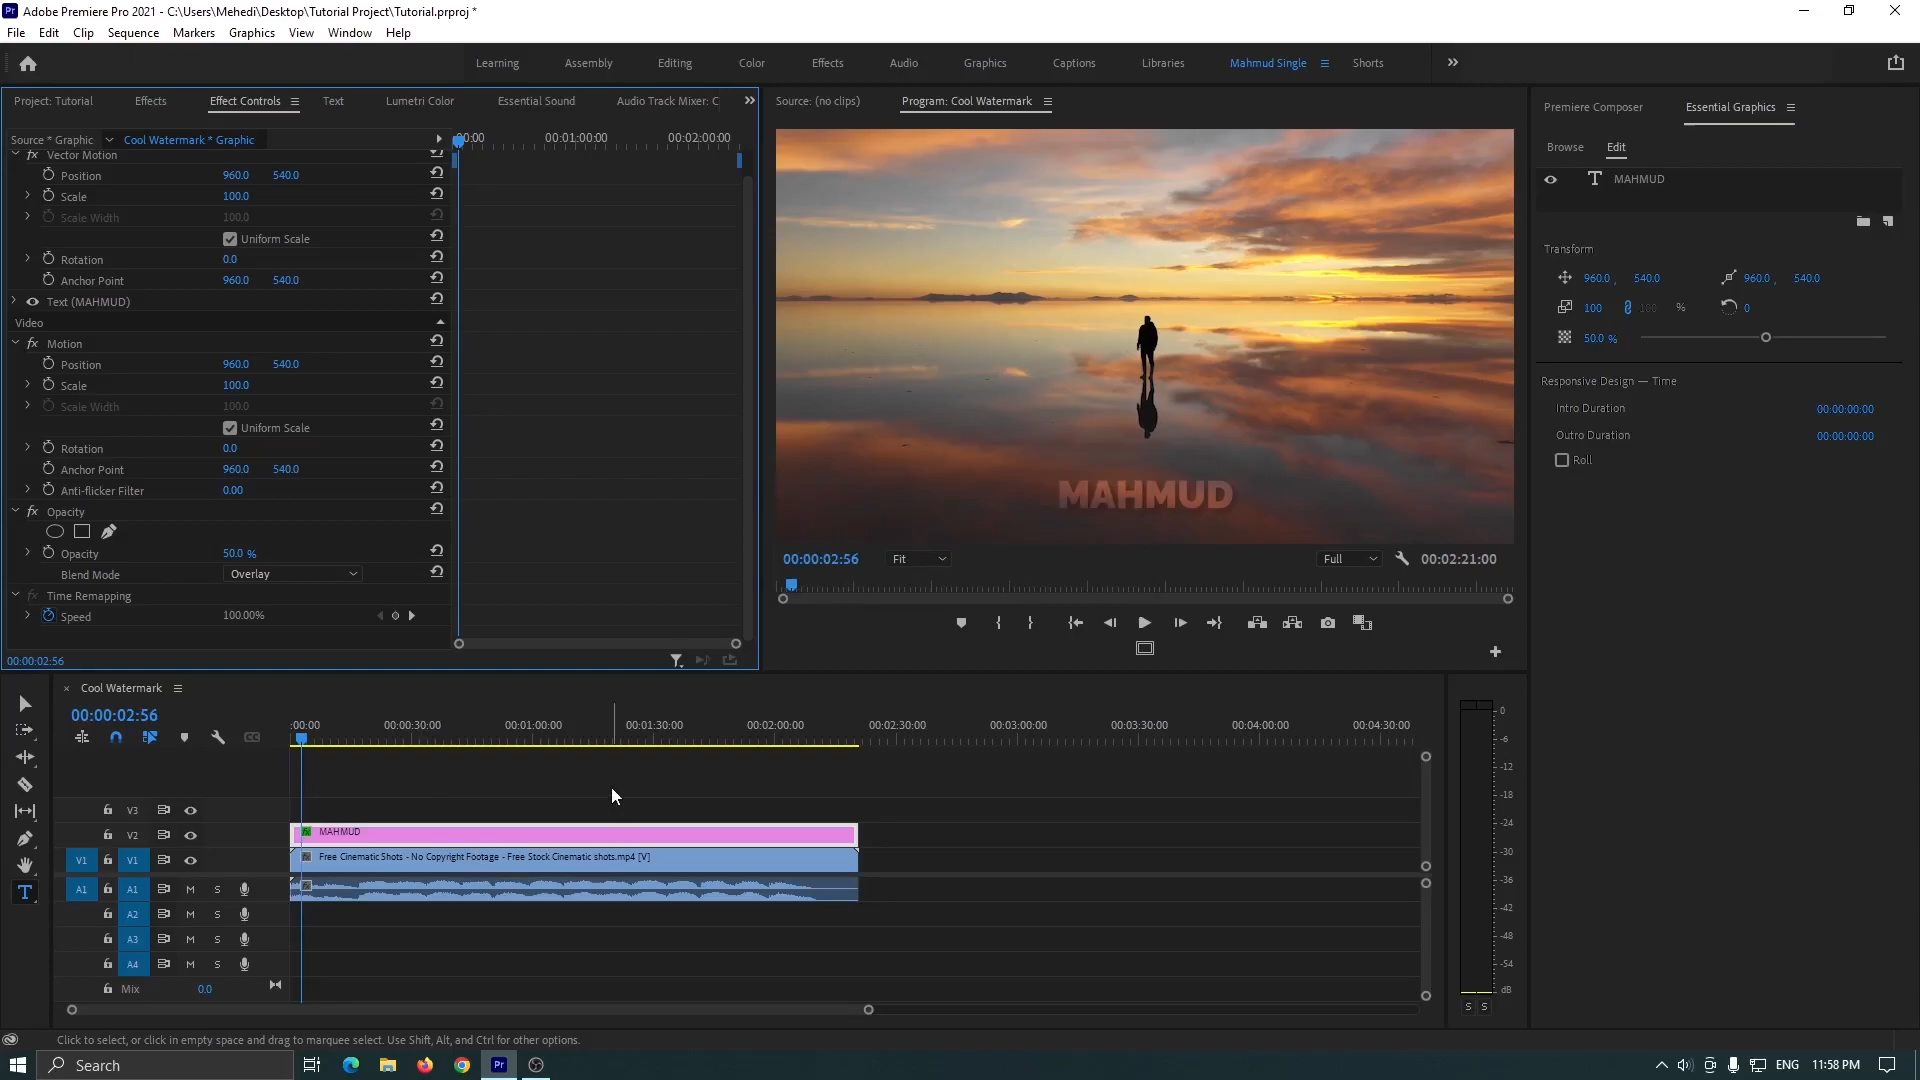 Adobe Premiere Pro 2021 - C:\Users\Mehedi\Desktop\Tutorial Project\Tutorial.prproj *
File Edit Clip Sequence Markers Graphics View Window Help
Learning Assembly Editing Color Effects Audio Graphics Captions Libraries Mahmud Single Shorts
Project: Tutorial Effects Effect Controls Text Lumetri Color Essential Sound Audio Track Mixer: C
Source * Graphic Cool Watermark * Graphic
:00:00 00:01:00:00 00:02:00:00
fx Vector Motion
Position 960.0 540.0
Scale 100.0
Scale Width 100.0
Uniform Scale
Rotation 0.0
Anchor Point 960.0 540.0
Text (MAHMUD)
Video
fx Motion
Position 960.0 540.0
Scale 100.0
Scale Width 100.0
Uniform Scale
Rotation 0.0
Anchor Point 960.0 540.0
Anti-flicker Filter 0.00
fx Opacity
Opacity 50.0 %
Blend Mode Overlay
fx Time Remapping
Speed 100.00%
00:00:02:56
Source: (no clips) Program: Cool Watermark
MAHMUD
00:00:02:56 Fit Full 00:02:21:00
Premiere Composer Essential Graphics
Browse Edit
T MAHMUD
Transform
960.0 , 540.0 960.0 , 540.0
100 100 % 0
50.0 %
Responsive Design — Time
Intro Duration 00:00:00:00
Outro Duration 00:00:00:00
Roll
× Cool Watermark
00:00:02:56
:00:00 00:00:30:00 00:01:00:00 00:01:30:00 00:02:00:00 00:02:30:00 00:03:00:00 00:03:30:00 00:04:00:00 00:04:30:00
V3
V2 fx MAHMUD
V1 V1 fx Free Cinematic Shots - No Copyright Footage - Free Stock Cinematic shots.mp4 [V]
A1 A1 M S
A2 M S
A3 M S
A4 M S
Mix 0.0
0
-6
-12
-18
-24
-30
-36
-42
-48
-54
dB
S S
Click to select, or click in empty space and drag to marquee select. Use Shift, Alt, and Ctrl for other options.
Search Pr ENG 11:58 PM